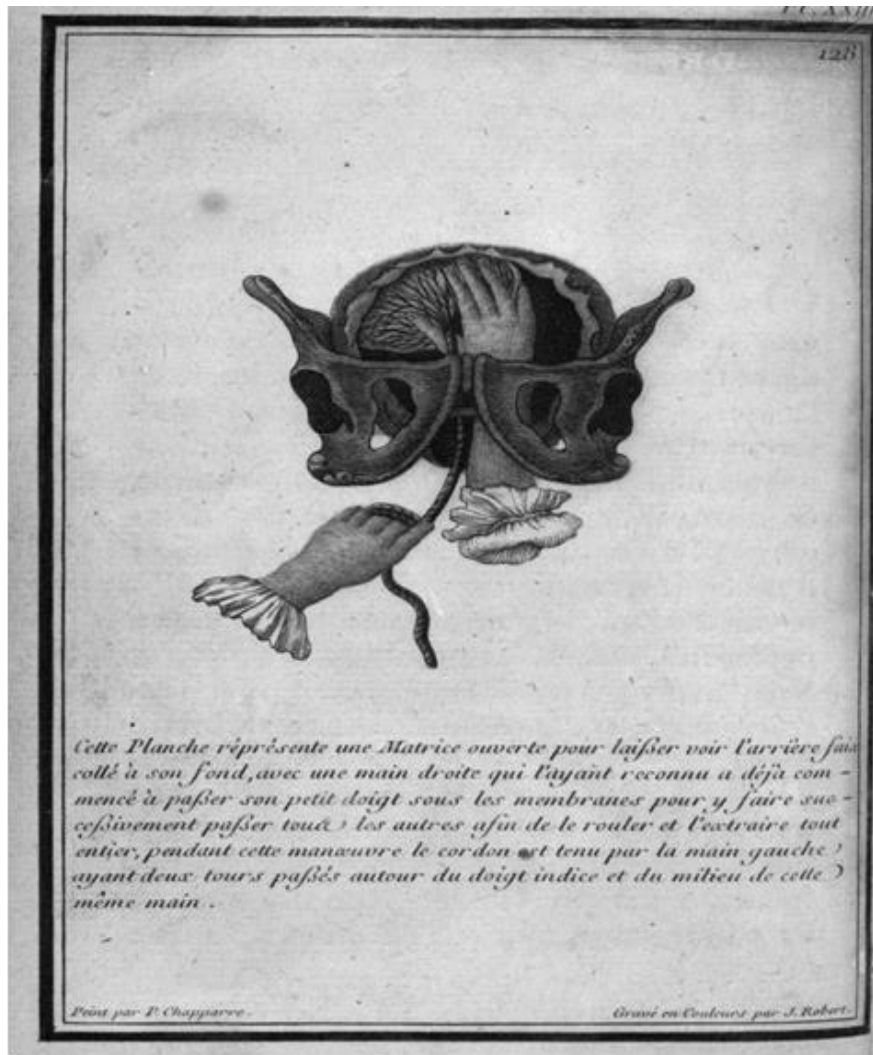 128
Cette Planche réprésente une Matrice ouverte pour laißer voir l'arrière faix
collé à son fond, avec une main droite qui l'ayant reconnu a déjà com-
mencé à paßer son petit doigt sous les membranes pour y faire suc-
ceßivement paßer tous les autres afin de le rouler et l'extraire tout
entier, pendant cette manœuvre le cordon est tenu par la main gauche
ayant deux tours paßés autour du doigt indice et du milieu de cette
même main.
Peint par P. Chapparre.
Gravé en Couleurs par J. Robert.